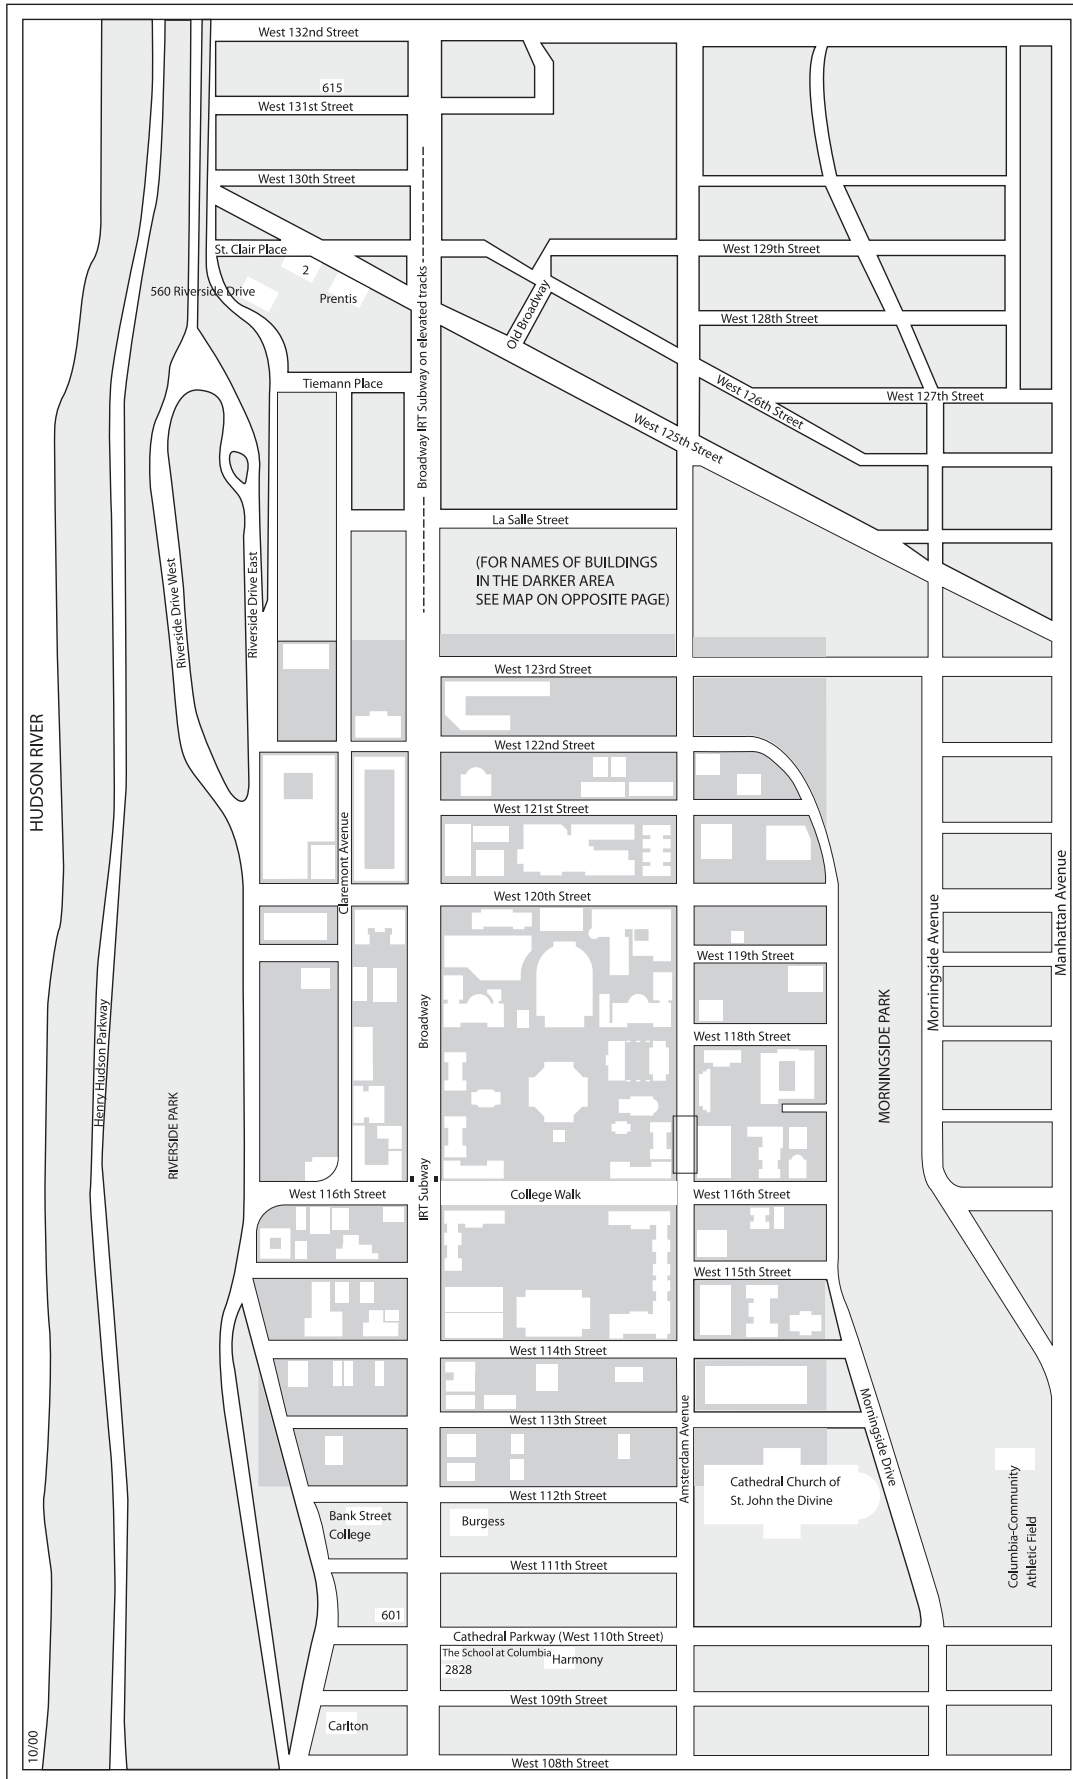 West 132nd Street
615
West 131st Street
West 130th Street
St. Clair Place
West 129th Street
2
560 Riverside Drive
Prentis
Old Broadway
West 128th Street
Broadway IRT Subway on elevated tracks
Tiemann Place
West 126th Street
West 127th Street
West 125th Street
La Salle Street
(FOR NAMES OF BUILDINGS
IN THE DARKER AREA
SEE MAP ON OPPOSITE PAGE)
Riverside Drive West
Riverside Drive East
West 123rd Street
HUDSON RIVER
West 122nd Street
West 121st Street
Claremont Avenue
West 120th Street
Morningside Avenue
Manhattan Avenue
West 119th Street
Henry Hudson Parkway
Broadway
MORNINGSIDE PARK
West 118th Street
RIVERSIDE PARK
IRT Subway
West 116th Street
College Walk
West 116th Street
West 115th Street
West 114th Street
Morningside Drive
Amsterdam Avenue
West 113th Street
Cathedral Church of
St. John the Divine
Columbia-Community
Athletic Field
West 112th Street
Bank Street
College
Burgess
West 111th Street
601
Cathedral Parkway (West 110th Street)
The School at Columbia
2828
Harmony
West 109th Street
Carlton
10/00
West 108th Street